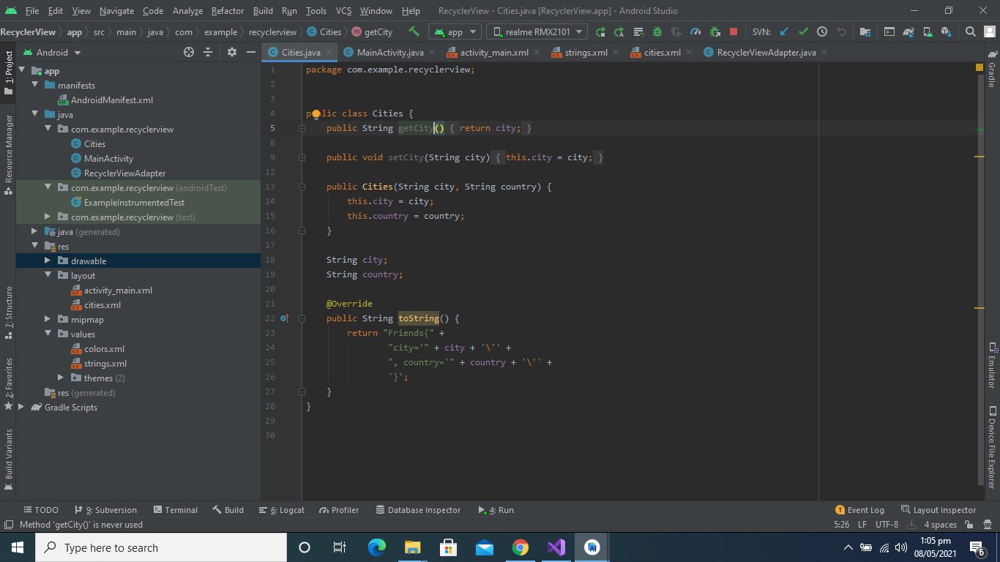 File Edit View Navigate Code Analyze Refactor Build Run Tools VCS Window Help RecyclerView - Cities.java [RecyclerView.app] - Android Studio
RecyclerView app src main java com example recyclerview Cities getCity app realme RMX2101 SVN:
Android
Cities.java MainActivity.java activity_main.xml strings.xml cities.xml RecyclerViewAdapter.java
1: Project
Resource Manager
7: Structure
2: Favorites
Build Variants
app
manifests
AndroidManifest.xml
java
com.example.recyclerview
Cities
MainActivity
RecyclerViewAdapter
com.example.recyclerview (androidTest)
ExampleInstrumentedTest
com.example.recyclerview (test)
java (generated)
res
drawable
layout
activity_main.xml
cities.xml
mipmap
values
colors.xml
strings.xml
themes (2)
res (generated)
Gradle Scripts
1 package com.example.recyclerview;
2
3
4 public class Cities {
5 public String getCity() { return city; }
8
9 public void setCity(String city) { this.city = city; }
12
13 public Cities(String city, String country) {
14 this.city = city;
15 this.country = country;
16 }
17
18 String city;
19 String country;
20
21 @Override
22 public String toString() {
23 return "Friends{" +
24 "city='" + city + '\'' +
25 ", country='" + country + '\'' +
26 '}';
27 }
28 }
29
30
Gradle
Emulator
Device File Explorer
TODO 9: Subversion Terminal Build 6: Logcat Profiler Database Inspector 4: Run 1 Event Log Layout Inspector
Method 'getCity()' is never used 5:26 LF UTF-8 4 spaces
Type here to search
1:05 pm
08/05/2021
6